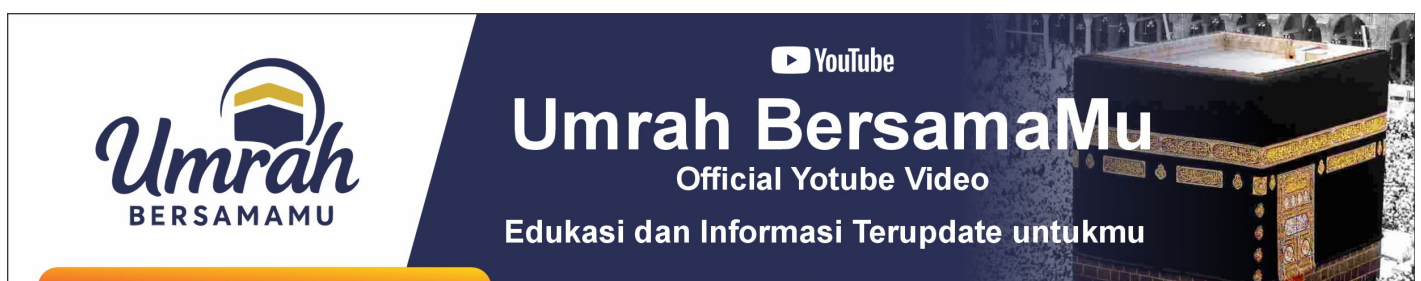 Umrah
BERSAMAMU
YouTube
Umrah BersamaMu
Official Yotube Video
Edukasi dan Informasi Terupdate untukmu